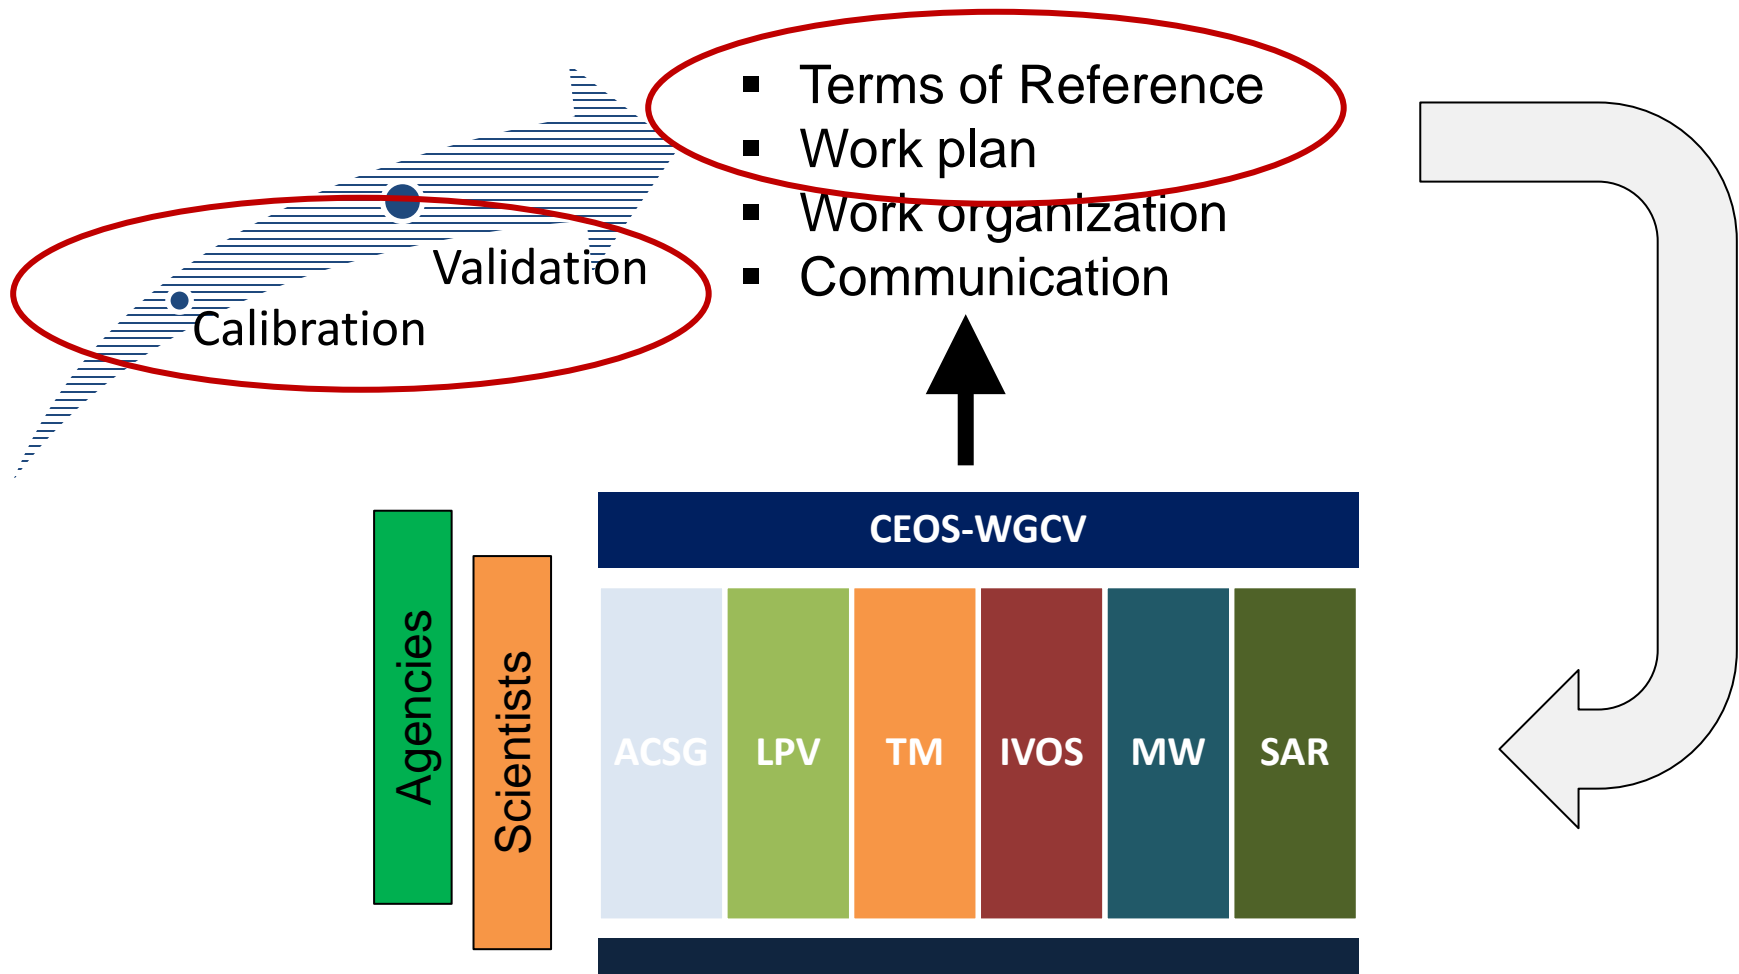 ▪ Terms of Reference
▪ Work plan
▪ Work organization
▪ Communication
Validation
Calibration
CEOS-WGCV
Agencies
Scientists
ACSG
LPV
TM
IVOS
MW
SAR